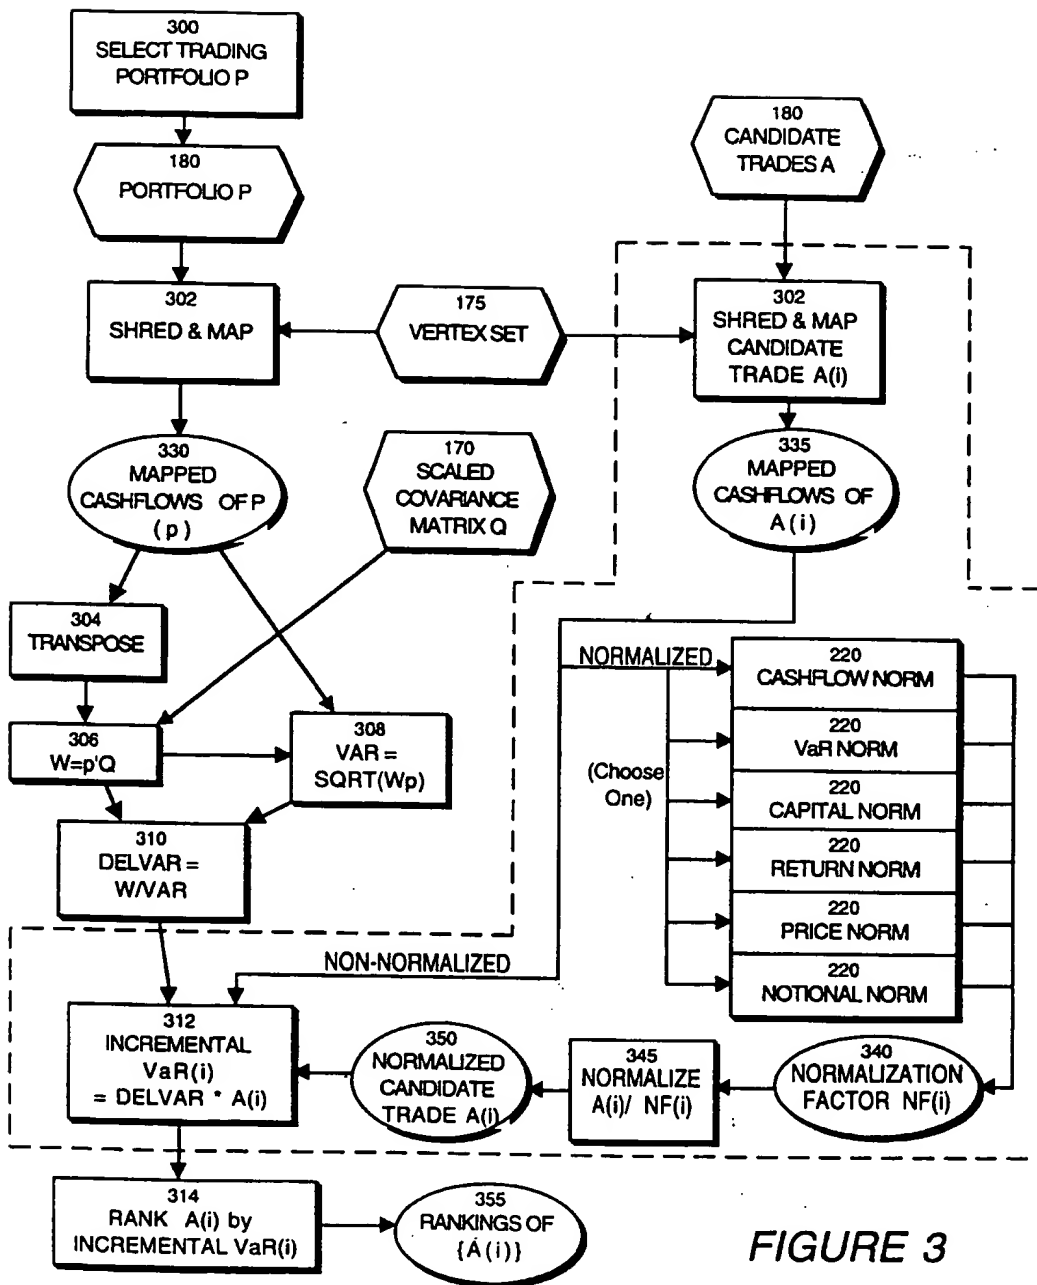 300
SELECT TRADING
PORTFOLIO P
180
PORTFOLIO P
180
CANDIDATE
TRADES A
302
SHRED & MAP
175
VERTEX SET
302
SHRED & MAP
CANDIDATE
TRADE A(i)
330
MAPPED
CASHFLOWS OF P
(p)
170
SCALED
COVARIANCE
MATRIX Q
335
MAPPED
CASHFLOWS OF
A(i)
304
TRANSPOSE
306
W=p'Q
308
VAR =
SQRT(Wp)
310
DELVAR =
W/VAR
NORMALIZED
(Choose
One)
220
CASHFLOW NORM
220
VaR NORM
220
CAPITAL NORM
220
RETURN NORM
220
PRICE NORM
220
NOTIONAL NORM
NON-NORMALIZED
312
INCREMENTAL
VaR(i)
= DELVAR * A(i)
350
NORMALIZED
CANDIDATE
TRADE A(i)
345
NORMALIZE
A(i)/ NF(i)
340
NORMALIZATION
FACTOR NF(i)
314
RANK A(i) by
INCREMENTAL VaR(i)
355
RANKINGS OF
{A(i)}
FIGURE 3